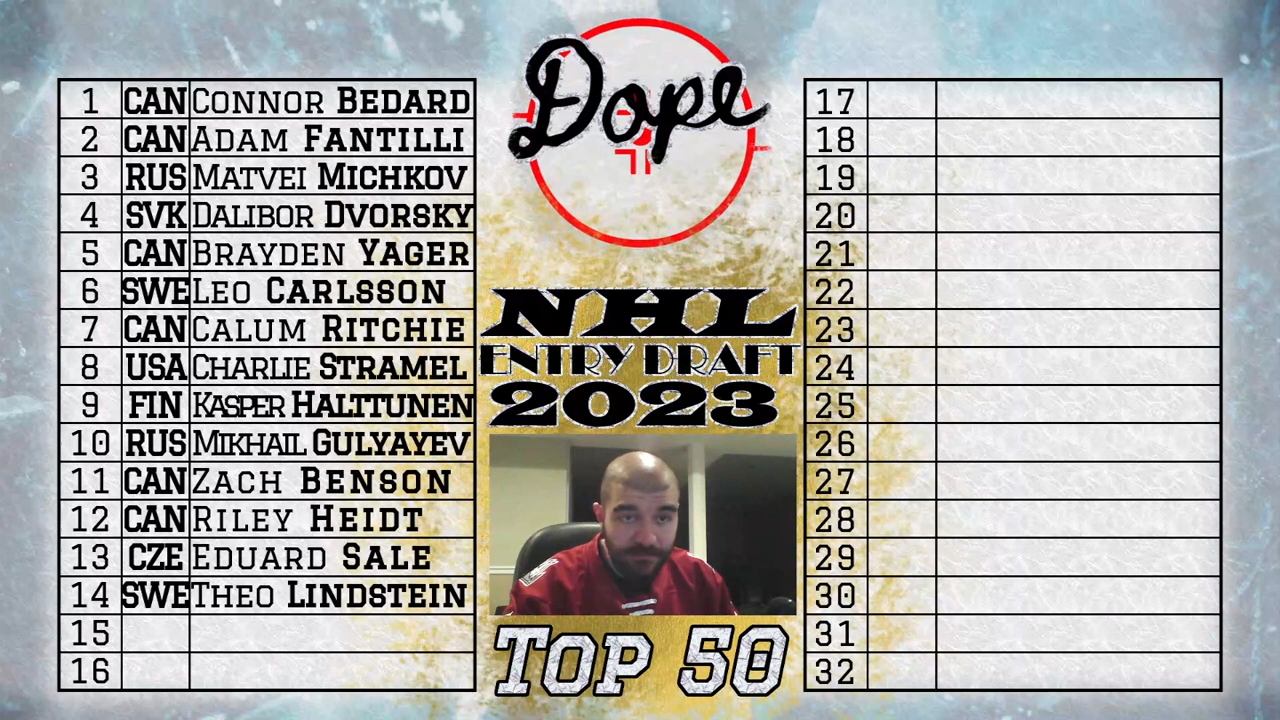 Dope
1 CAN CONNOR BEDARD
2 CAN ADAM FANTILLI
3 RUS MATVEI MICHKOV
4 SVK DALIBOR DVORSKY
5 CAN BRAYDEN YAGER
6 SWE LEO CARLSSON
7 CAN CALUM RITCHIE
8 USA CHARLIE STRAMEL
9 FIN KASPER HALTTUNEN
10 RUS MIKHAIL GULYAYEV
11 CAN ZACH BENSON
12 CAN RILEY HEIDT
13 CZE EDUARD SALE
14 SWE THEO LINDSTEIN
15
16
NHL
ENTRY DRAFT
2023
TOP 50
17
18
19
20
21
22
23
24
25
26
27
28
29
30
31
32